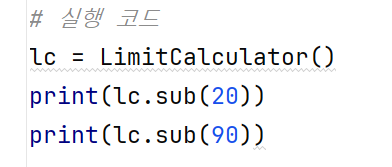 # 실행 코드
lc = LimitCalculator()
print(lc.sub(20))
print(lc.sub(90))